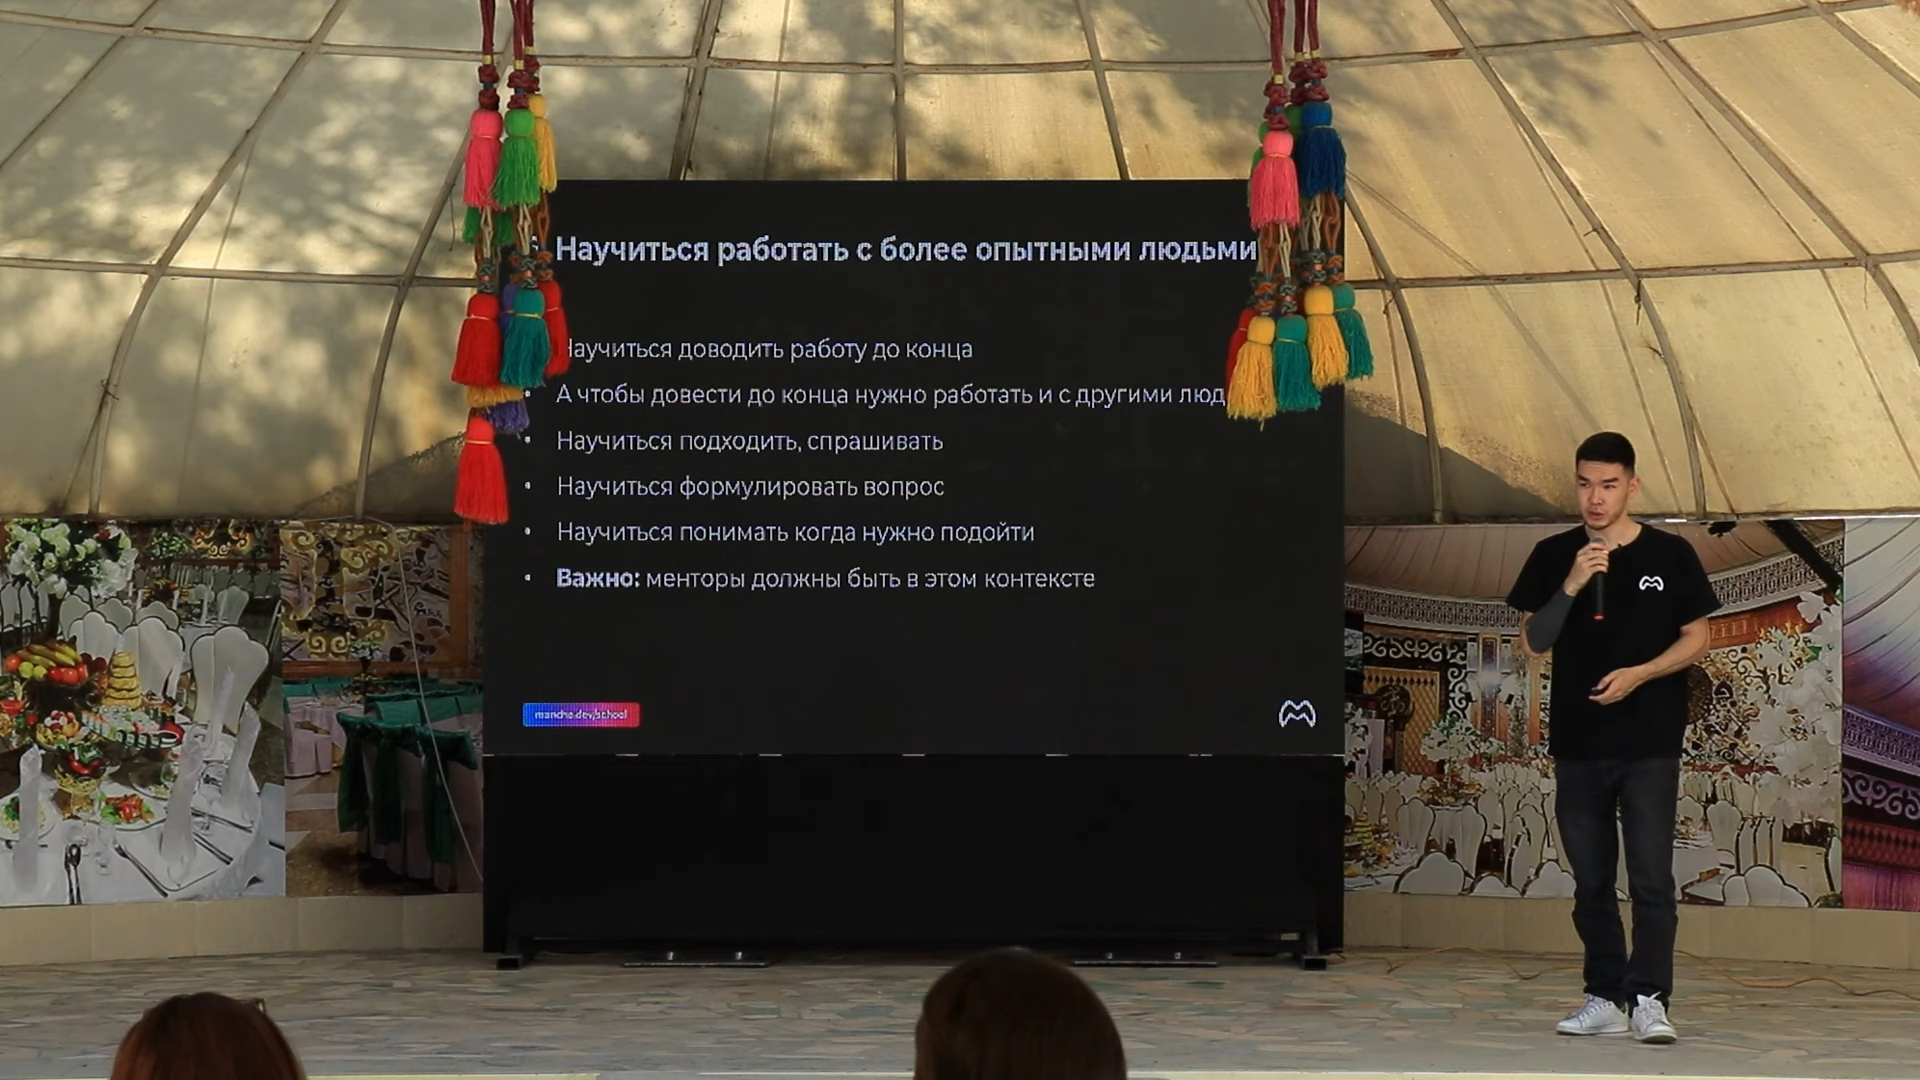 Научиться работать с более опытными людьми
Научиться доводить работу до конца
• А чтобы довести до конца нужно работать и с другими люд
• Научиться подходить, спрашивать
• Научиться формулировать вопрос
• Научиться понимать когда нужно подойти
• Важно: менторы должны быть в этом контексте
mancho.dev/school